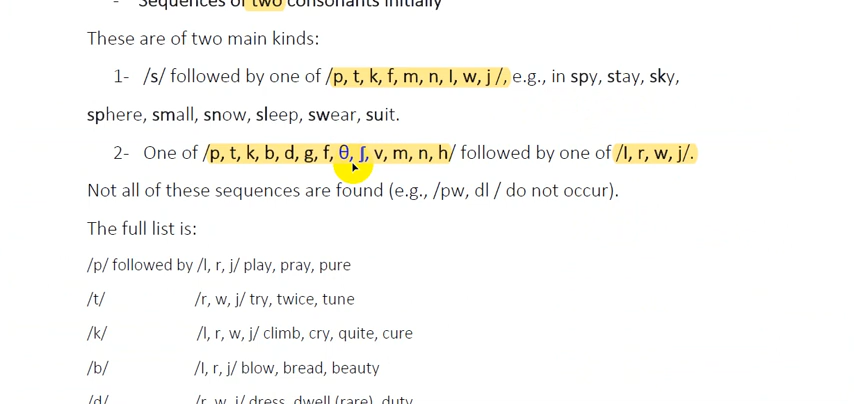 - Sequences of two consonants initially
These are of two main kinds:
1- /s/ followed by one of /p, t, k, f, m, n, l, w, j /, e.g., in spy, stay, sky,
sphere, small, snow, sleep, swear, suit.
2- One of /p, t, k, b, d, g, f, θ, ʃ, v, m, n, h/ followed by one of /l, r, w, j/.
Not all of these sequences are found (e.g., /pw, dl / do not occur).
The full list is:
/p/ followed by /l, r, j/ play, pray, pure
/t/ /r, w, j/ try, twice, tune
/k/ /l, r, w, j/ climb, cry, quite, cure
/b/ /l, r, j/ blow, bread, beauty
/d/ /r, w, j/ dress, dwell (rare), duty